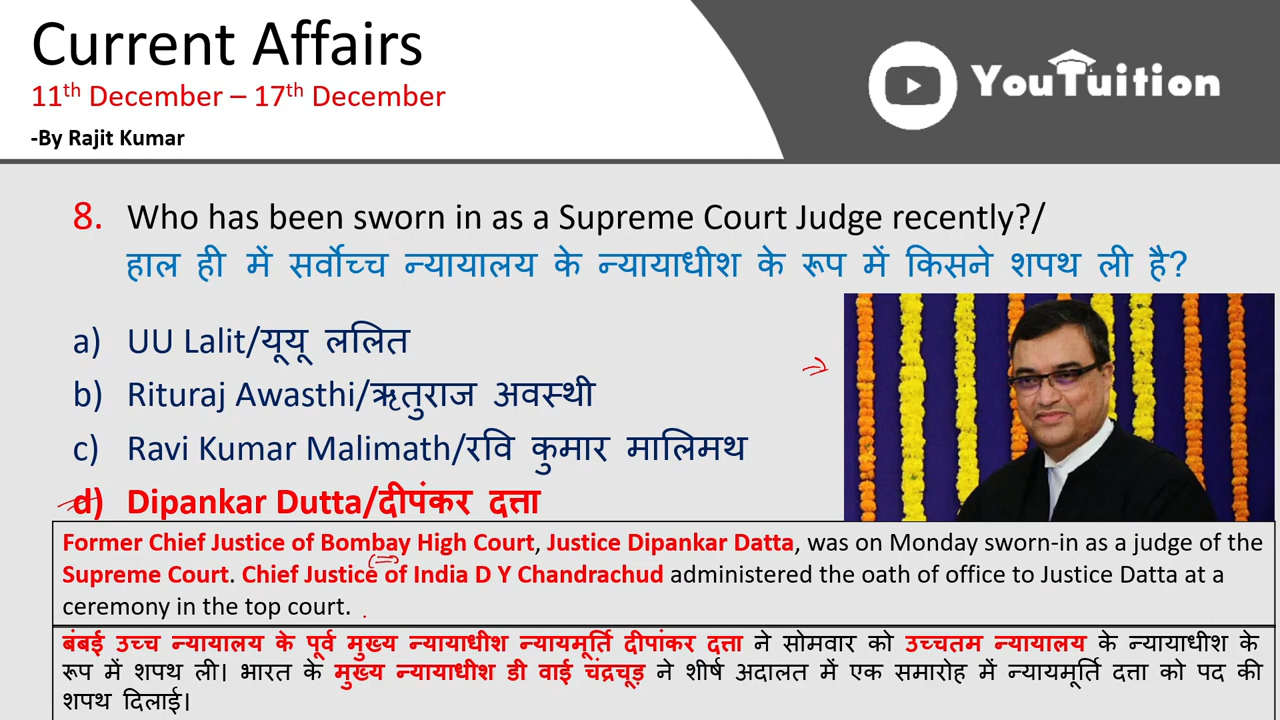 Current Affairs
11th December – 17th December
-By Rajit Kumar
YouTuition
8. Who has been sworn in as a Supreme Court Judge recently?/
हाल ही में सर्वोच्च न्यायालय के न्यायाधीश के रूप में किसने शपथ ली है?
a) UU Lalit/यूयू ललित
b) Rituraj Awasthi/ऋतुराज अवस्थी
c) Ravi Kumar Malimath/रवि कुमार मालिमथ
d) Dipankar Dutta/दीपंकर दत्ता
Former Chief Justice of Bombay High Court, Justice Dipankar Datta, was on Monday sworn-in as a judge of the
Supreme Court. Chief Justice of India D Y Chandrachud administered the oath of office to Justice Datta at a
ceremony in the top court.
बंबई उच्च न्यायालय के पूर्व मुख्य न्यायाधीश न्यायमूर्ति दीपांकर दत्ता ने सोमवार को उच्चतम न्यायालय के न्यायाधीश के
रूप में शपथ ली। भारत के मुख्य न्यायाधीश डी वाई चंद्रचूड़ ने शीर्ष अदालत में एक समारोह में न्यायमूर्ति दत्ता को पद की
शपथ दिलाई।